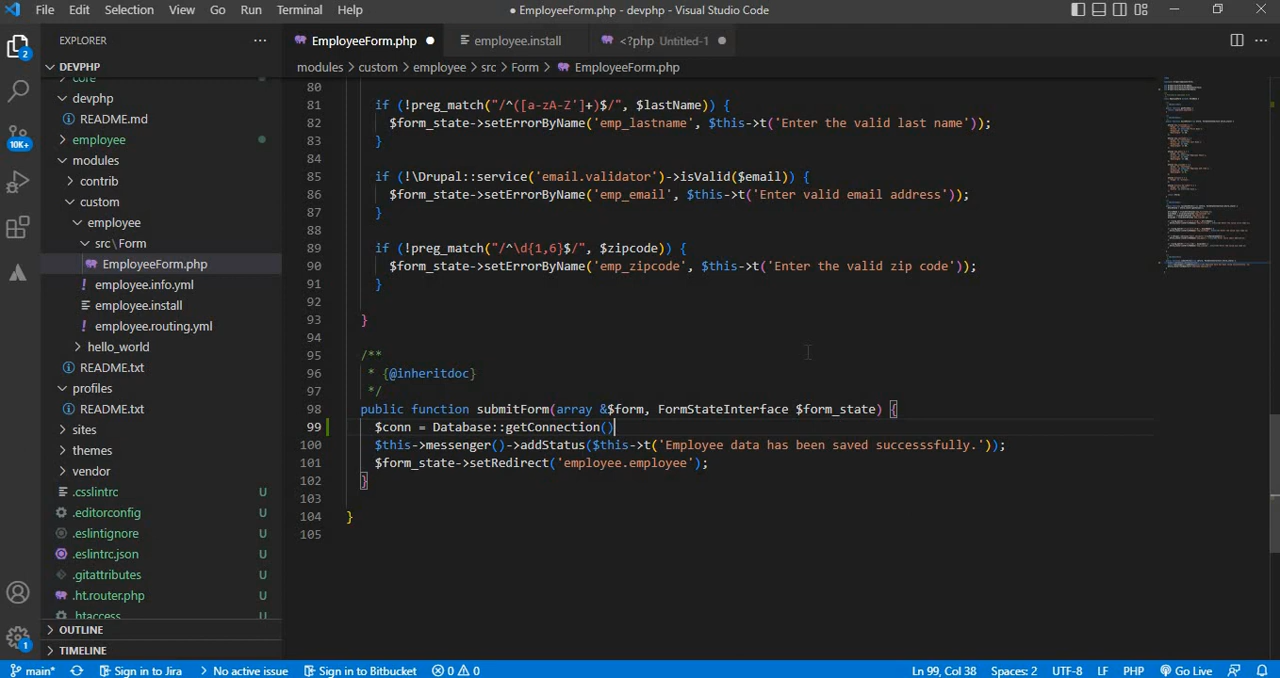 File Edit Selection View Go Run Terminal Help
● EmployeeForm.php - devphp - Visual Studio Code
EXPLORER
EmployeeForm.php
employee.install
<?php Untitled-1
DEVPHP
modules > custom > employee > src > Form > EmployeeForm.php
core
devphp
README.md
employee
modules
contrib
custom
employee
src \ Form
EmployeeForm.php
employee.info.yml
employee.install
employee.routing.yml
hello_world
README.txt
profiles
README.txt
sites
themes
vendor
.csslintrc U
.editorconfig U
.eslintignore U
.eslintrc.json U
.gitattributes U
.ht.router.php U
.htaccess
OUTLINE
TIMELINE
2
10K+
1
80
81 if (!preg_match("/^([a-zA-Z']+)$/", $lastName)) {
82 $form_state->setErrorByName('emp_lastname', $this->t('Enter the valid last name'));
83 }
84
85 if (!\Drupal::service('email.validator')->isValid($email)) {
86 $form_state->setErrorByName('emp_email', $this->t('Enter valid email address'));
87 }
88
89 if (!preg_match("/^\d{1,6}$/", $zipcode)) {
90 $form_state->setErrorByName('emp_zipcode', $this->t('Enter the valid zip code'));
91 }
92
93 }
94
95 /**
96 * {@inheritdoc}
97 */
98 public function submitForm(array &$form, FormStateInterface $form_state) {
99 $conn = Database::getConnection()
100 $this->messenger()->addStatus($this->t('Employee data has been saved successsfully.'));
101 $form_state->setRedirect('employee.employee');
102 }
103
104 }
105
main* Sign in to Jira No active issue Sign in to Bitbucket 0 0 Ln 99, Col 38 Spaces: 2 UTF-8 LF PHP Go Live